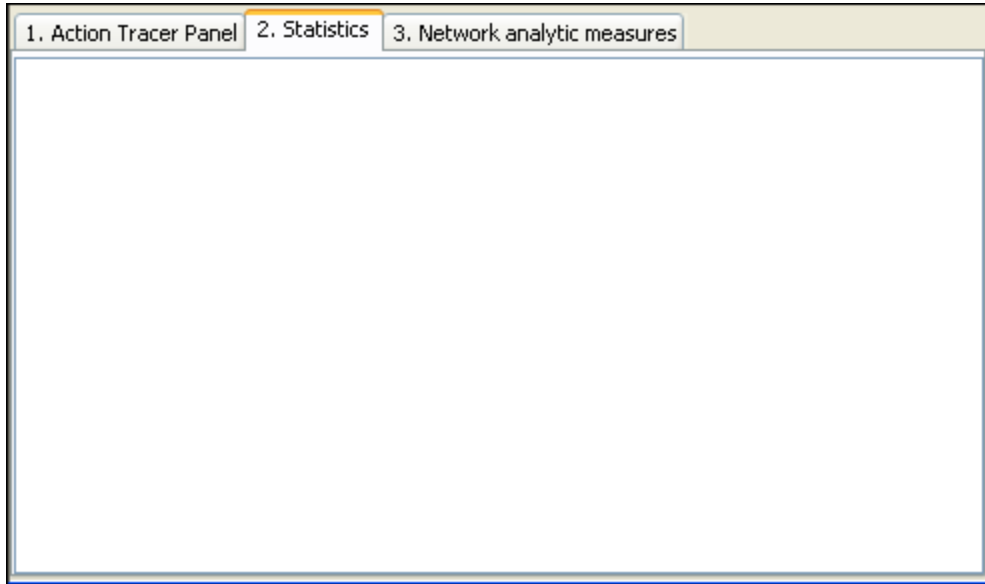 1. Action Tracer Panel 2. Statistics 3. Network analytic measures